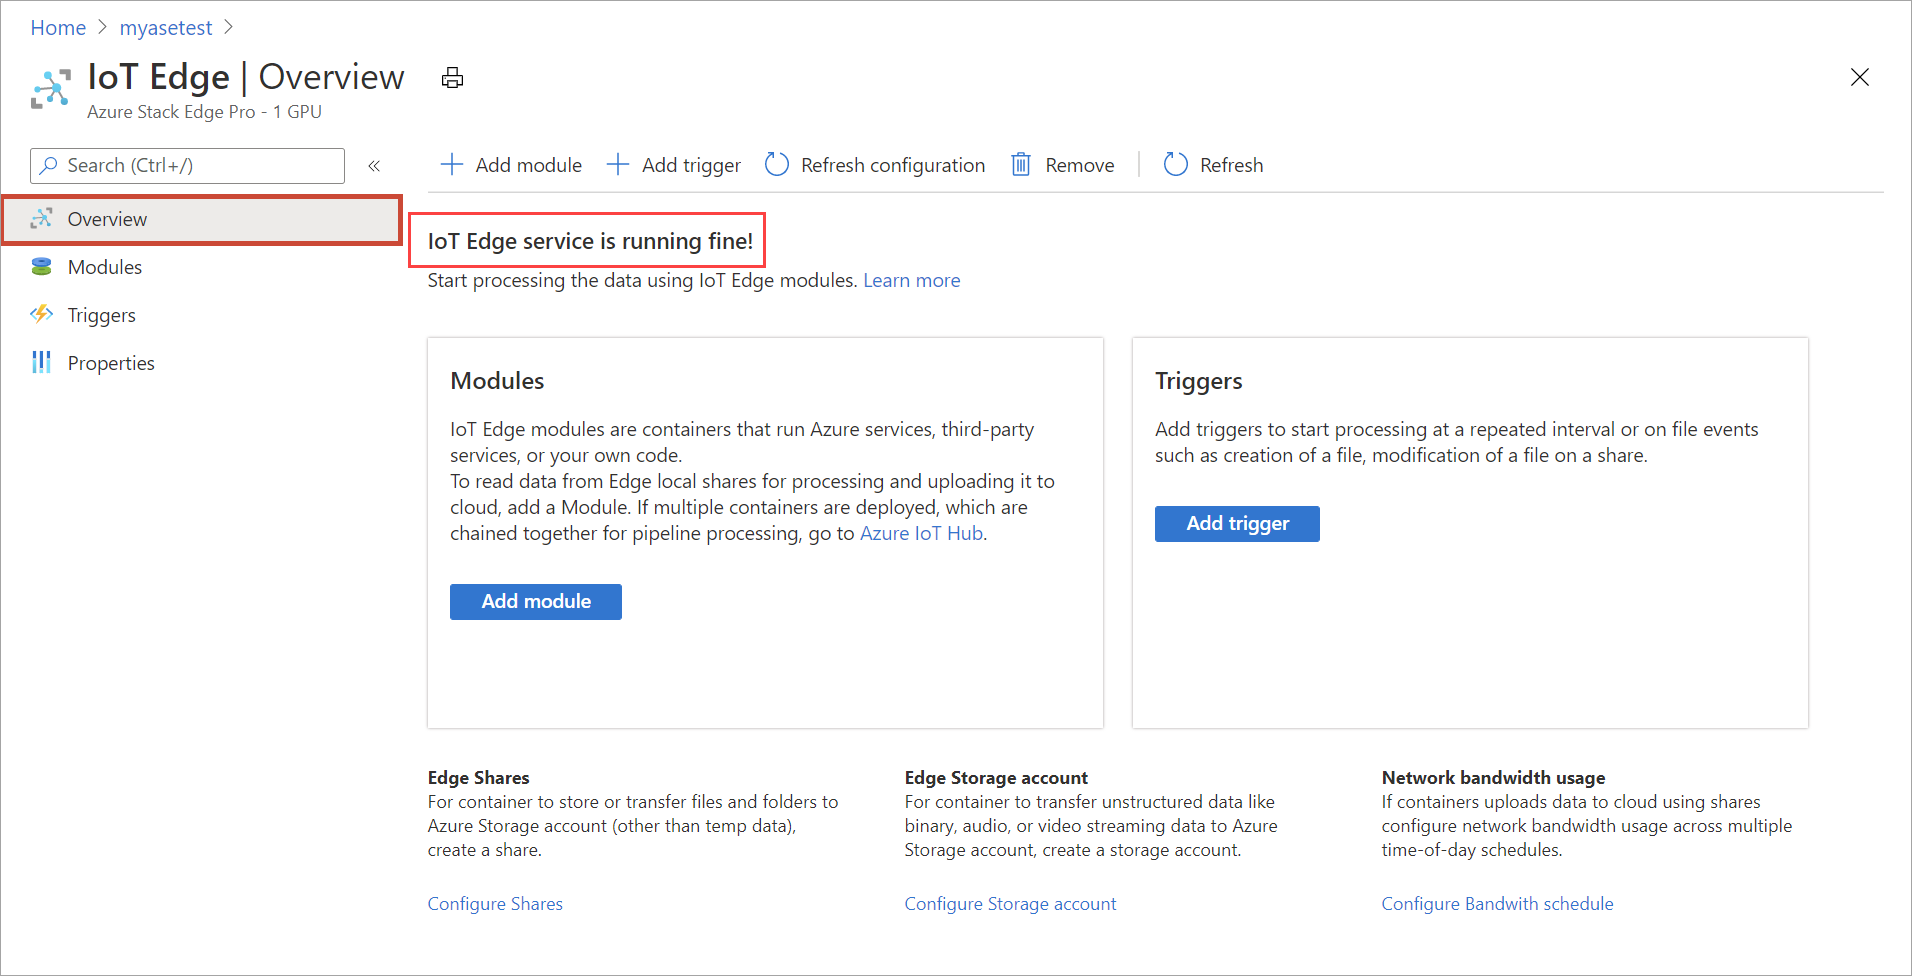 Home > myasetest >
IoT Edge | Overview
Azure Stack Edge Pro - 1 GPU
Search (Ctrl+/)
«
Add module
Add trigger
Refresh configuration
Remove
Refresh
Overview
Modules
Triggers
Properties
IoT Edge service is running fine!
Start processing the data using IoT Edge modules. Learn more
Modules
IoT Edge modules are containers that run Azure services, third-party
services, or your own code.
To read data from Edge local shares for processing and uploading it to
cloud, add a Module. If multiple containers are deployed, which are
chained together for pipeline processing, go to Azure IoT Hub.
Add module
Triggers
Add triggers to start processing at a repeated interval or on file events
such as creation of a file, modification of a file on a share.
Add trigger
Edge Shares
For container to store or transfer files and folders to
Azure Storage account (other than temp data),
create a share.
Configure Shares
Edge Storage account
For container to transfer unstructured data like
binary, audio, or video streaming data to Azure
Storage account, create a storage account.
Configure Storage account
Network bandwidth usage
If containers uploads data to cloud using shares
configure network bandwidth usage across multiple
time-of-day schedules.
Configure Bandwith schedule